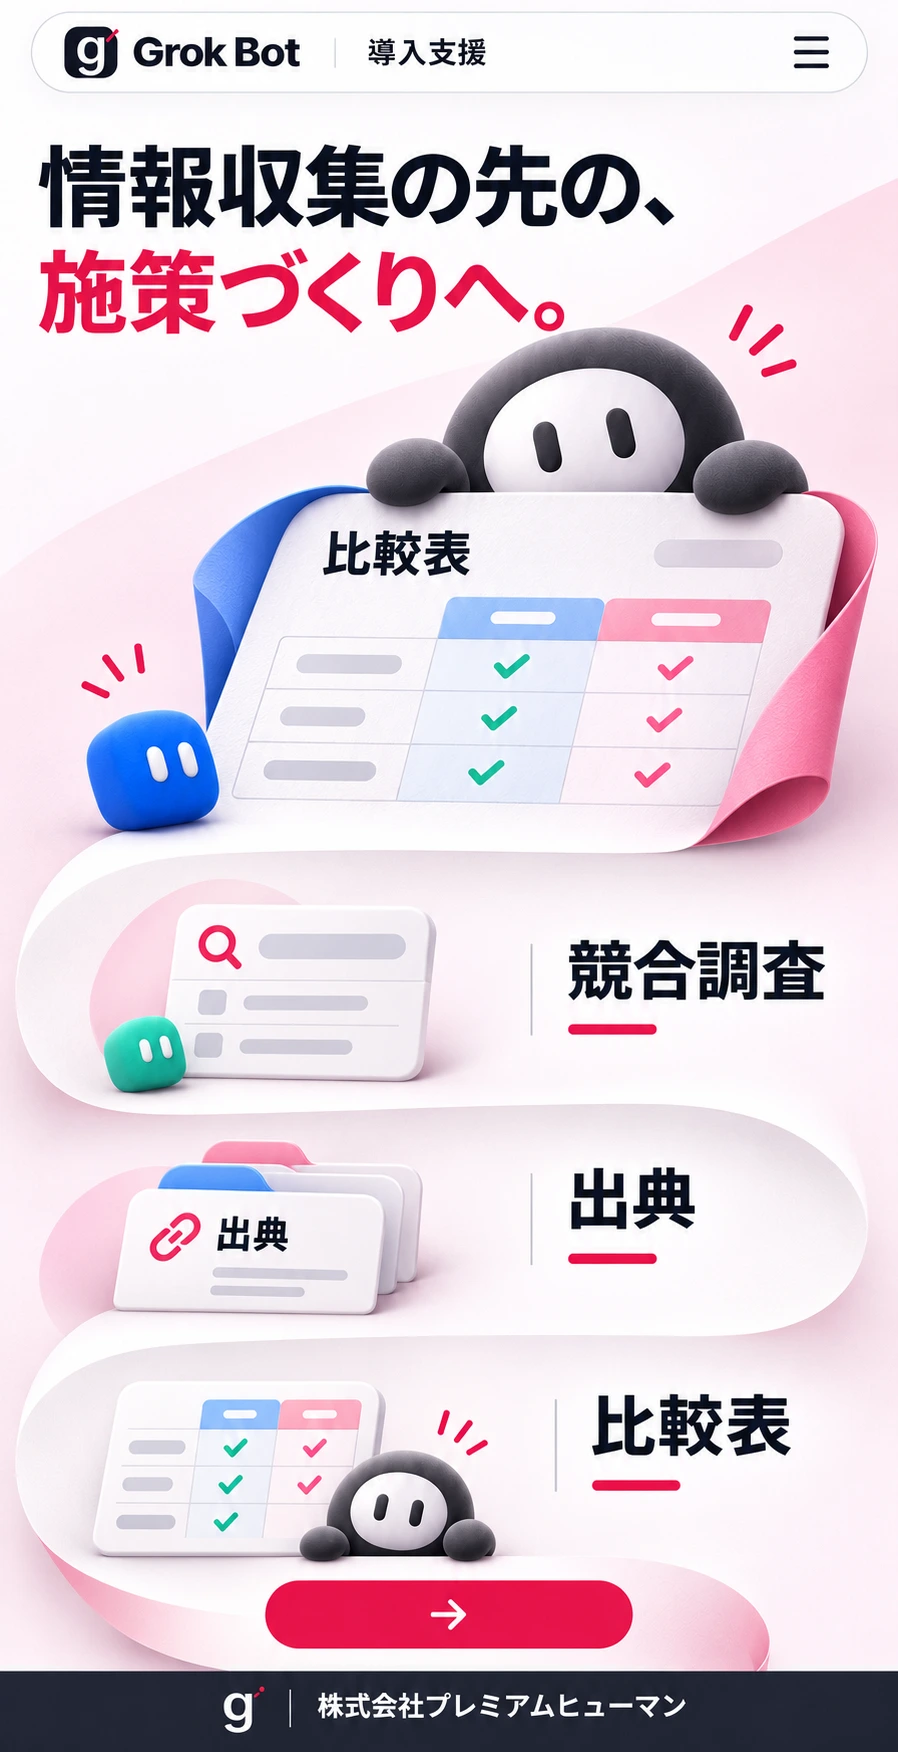 g Grok Bot 導入支援
情報収集の先の、
施策づくりへ。
比較表
競合調査
出典
出典
比較表
g 株式会社プレミアムヒューマン